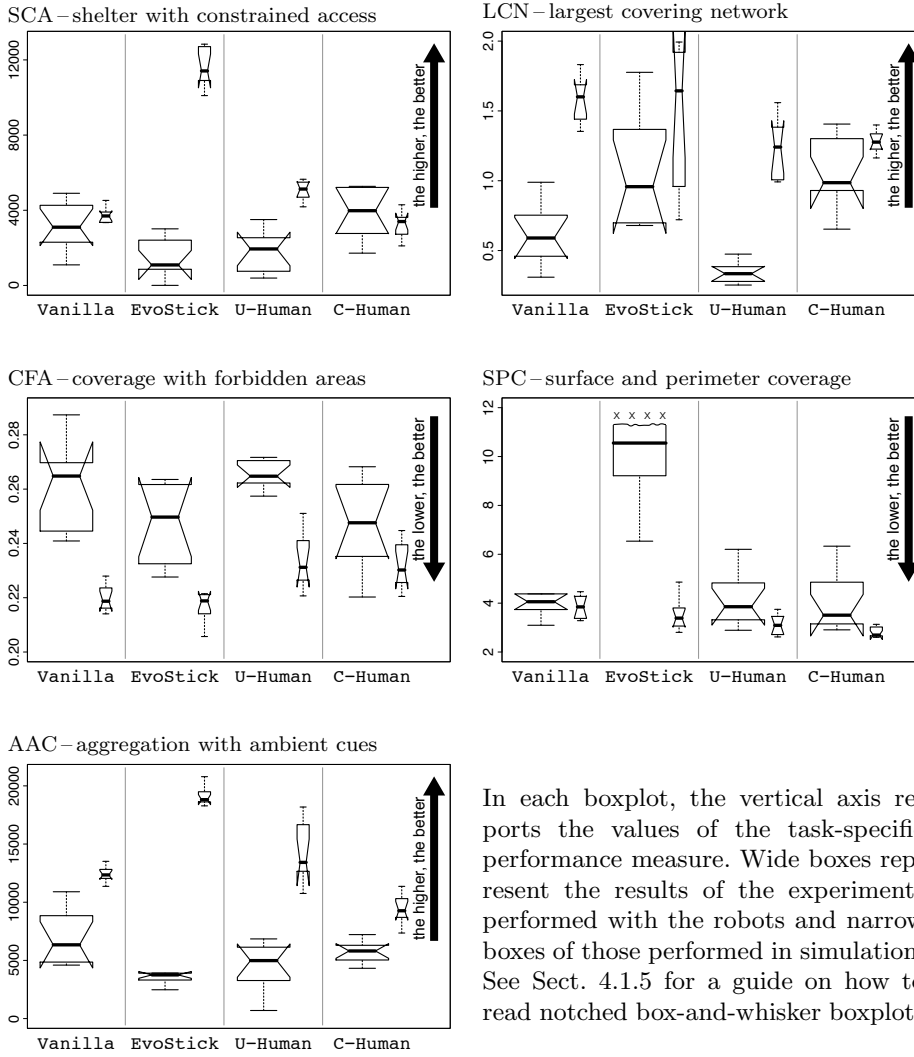 SCA – shelter with constrained access
12000
8000
4000
0
the higher, the better
Vanilla EvoStick U-Human C-Human
LCN – largest covering network
2.0
1.5
1.0
0.5
the higher, the better
Vanilla EvoStick U-Human C-Human
CFA – coverage with forbidden areas
0.28
0.26
0.24
0.22
0.20
the lower, the better
Vanilla EvoStick U-Human C-Human
SPC – surface and perimeter coverage
12
10
8
6
4
2
x x x x
the lower, the better
Vanilla EvoStick U-Human C-Human
AAC – aggregation with ambient cues
20000
15000
10000
5000
0
the higher, the better
Vanilla EvoStick U-Human C-Human
In each boxplot, the vertical axis re
ports the values of the task-specifi
performance measure. Wide boxes rep
resent the results of the experiment
performed with the robots and narrow
boxes of those performed in simulation
See Sect. 4.1.5 for a guide on how to
read notched box-and-whisker boxplot